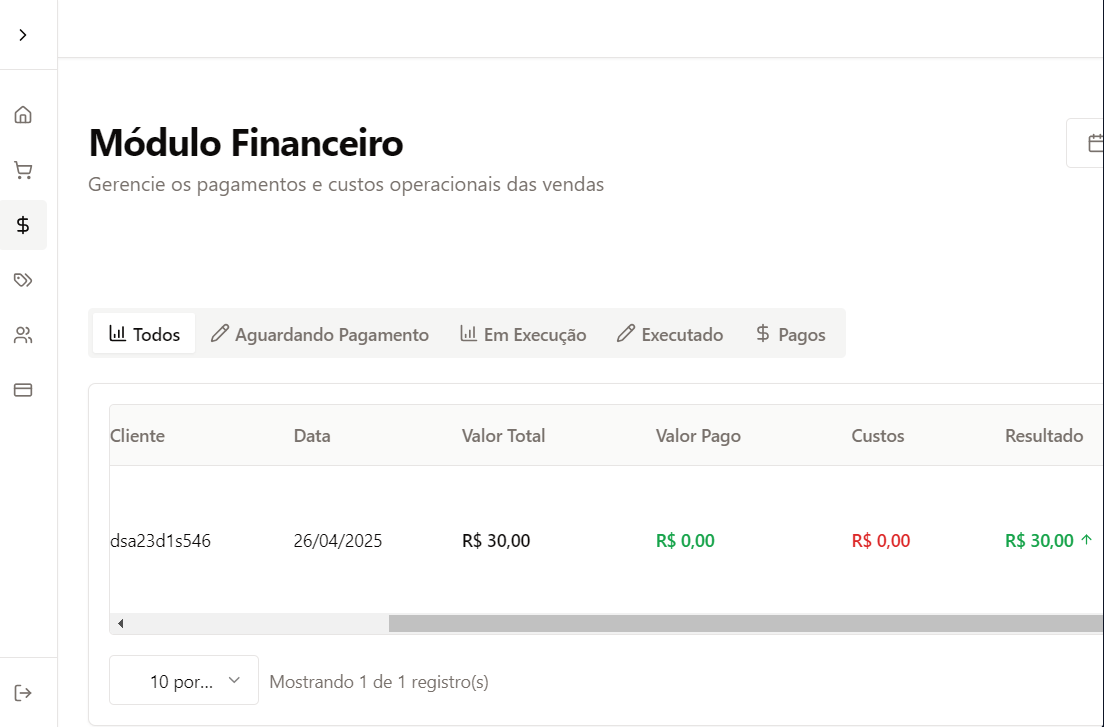 Módulo Financeiro
Gerencie os pagamentos e custos operacionais das vendas
Todos Aguardando Pagamento Em Execução Executado Pagos
Cliente Data Valor Total Valor Pago Custos Resultado
dsa23d1s546 26/04/2025 R$ 30,00 R$ 0,00 R$ 0,00 R$ 30,00
10 por... Mostrando 1 de 1 registro(s)